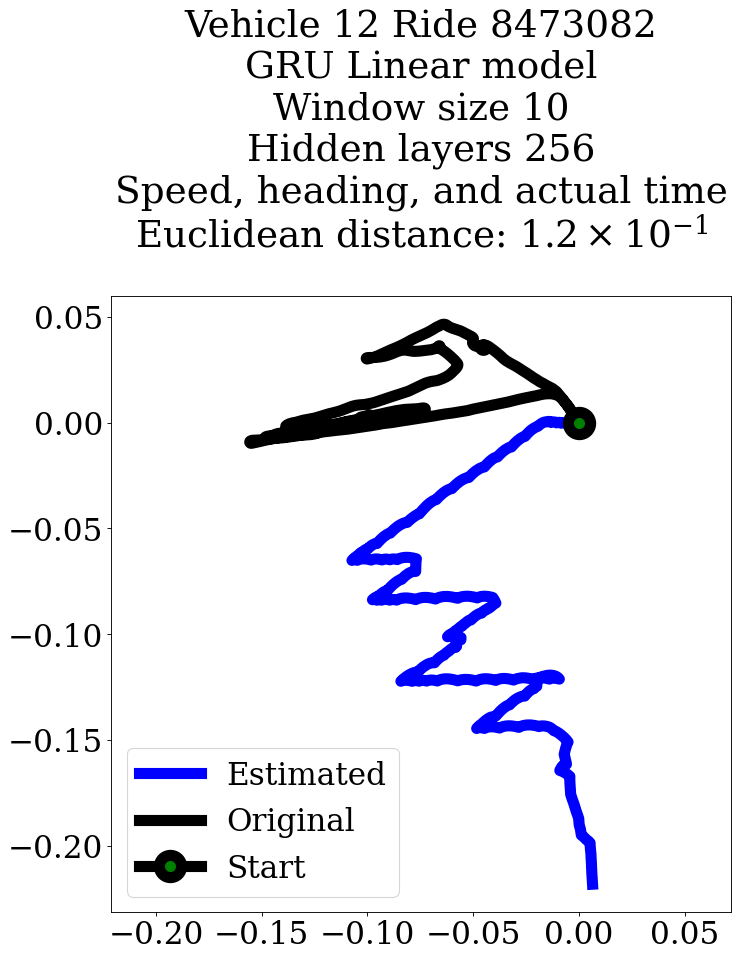 Vehicle 12 Ride 8473082
GRU Linear model
Window size 10
Hidden layers 256
Speed, heading, and actual time
Euclidean distance: 1.2 × 10⁻¹
0.05
0.00
−0.05
−0.10
−0.15
−0.20
Estimated
Original
Start
−0.20 −0.15 −0.10 −0.05 0.00 0.05